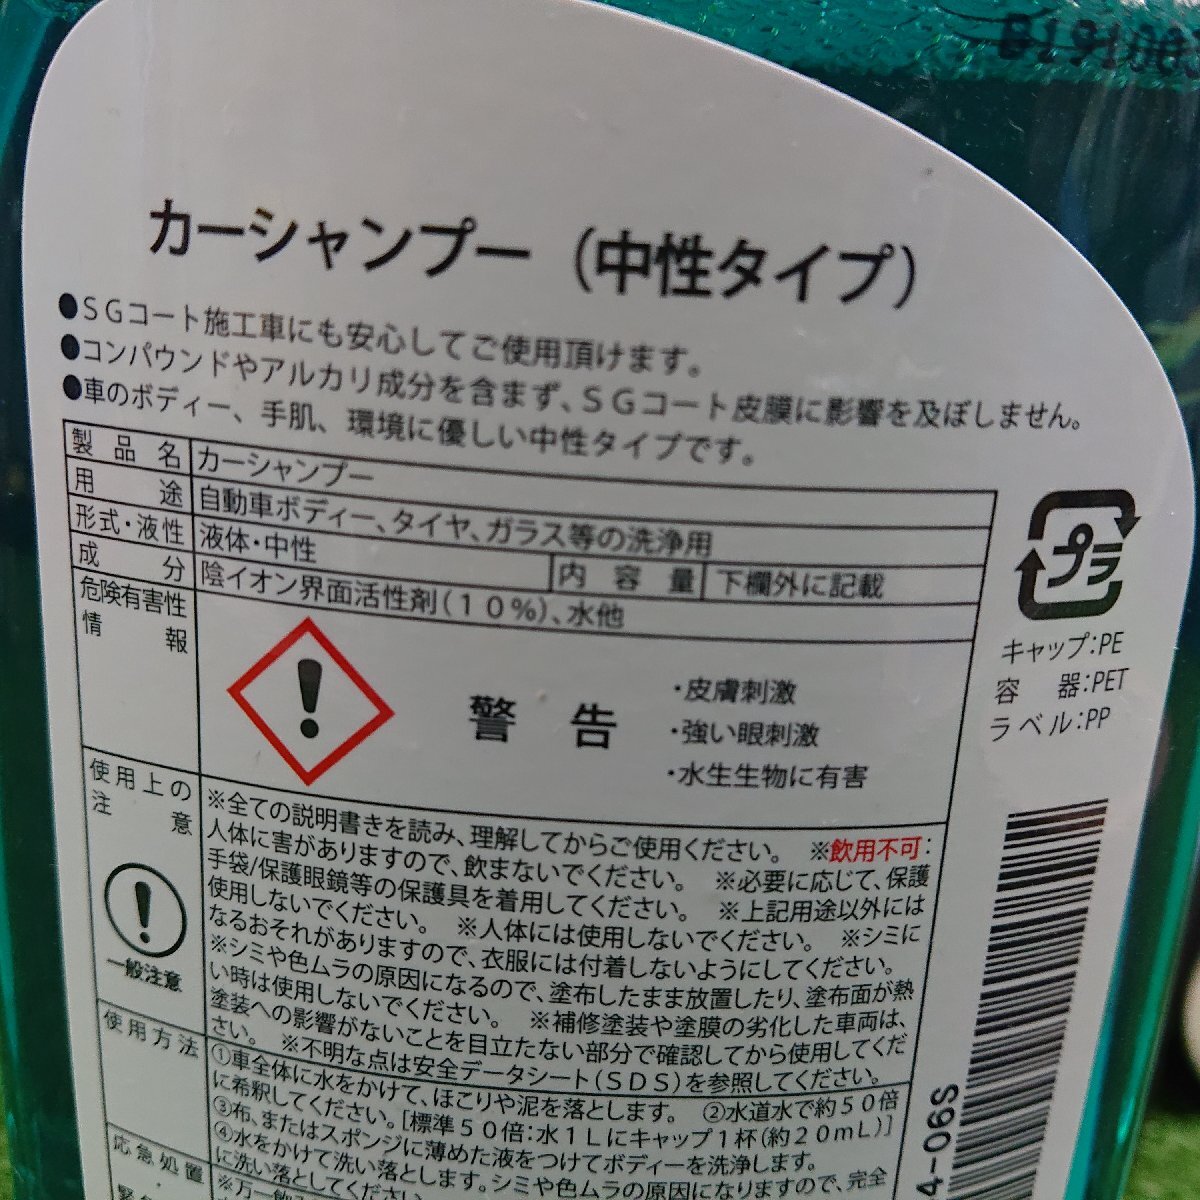 B191003
カーシャンプー（中性タイプ）
●ＳＧコート施工車にも安心してご使用頂けます。
●コンパウンドやアルカリ成分を含まず、ＳＧコート皮膜に影響を及ぼしません。
●車のボディー、手肌、環境に優しい中性タイプです。
製品名 カーシャンプー
用途 自動車ボディー、タイヤ、ガラス等の洗浄用
形式・液性 液体・中性 内容量 下欄外に記載
成分 陰イオン界面活性剤（１０％）、水他
危険有害性
情報
警告
・皮膚刺激
・強い眼刺激
・水生生物に有害
プラ
キャップ：PE
容器：PET
ラベル：PP
使用上の
注意
一般注意
※全ての説明書きを読み、理解してからご使用ください。 ※飲用不可：
人体に害がありますので、飲まないでください。 ※必要に応じて、保護
手袋/保護眼鏡等の保護具を着用してください。 ※上記用途以外には
使用しないでください。 ※人体には使用しないでください。 ※シミに
なるおそれがありますので、衣服には付着しないようにしてください。
※シミや色ムラの原因になるので、塗布したまま放置したり、塗布面が熱
い時は使用しないでください。 ※補修塗装や塗膜の劣化した車両は、
塗装への影響がないことを目立たない部分で確認してから使用してくだ
さい。 ※不明な点は安全データシート（ＳＤＳ）を参照してください。
使用方法
①車全体に水をかけて、ほこりや泥を落とします。 ②水道水で約５０倍
に希釈してください。［標準５０倍：水１Ｌにキャップ１杯（約２０ｍＬ）］
③布、またはスポンジに薄めた液をつけてボディーを洗浄します。
④水をかけて洗い落とします。シミや色ムラの原因になりますので、完全
に洗い落としてください。
応急処置
※万一飲み
4-06S